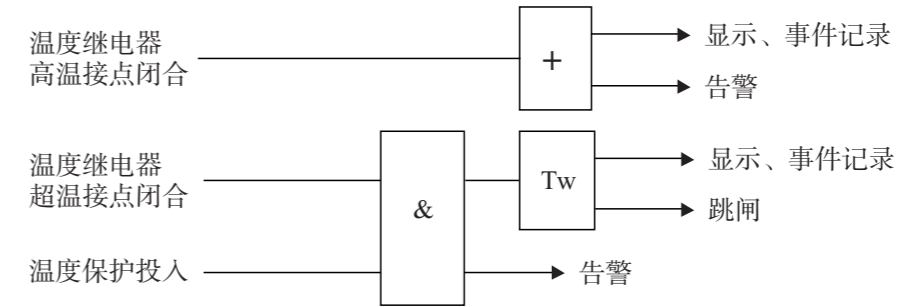 温度继电器
高温接点闭合
+
显示、事件记录
告警
温度继电器
超温接点闭合
&
Tw
显示、事件记录
跳闸
温度保护投入
告警